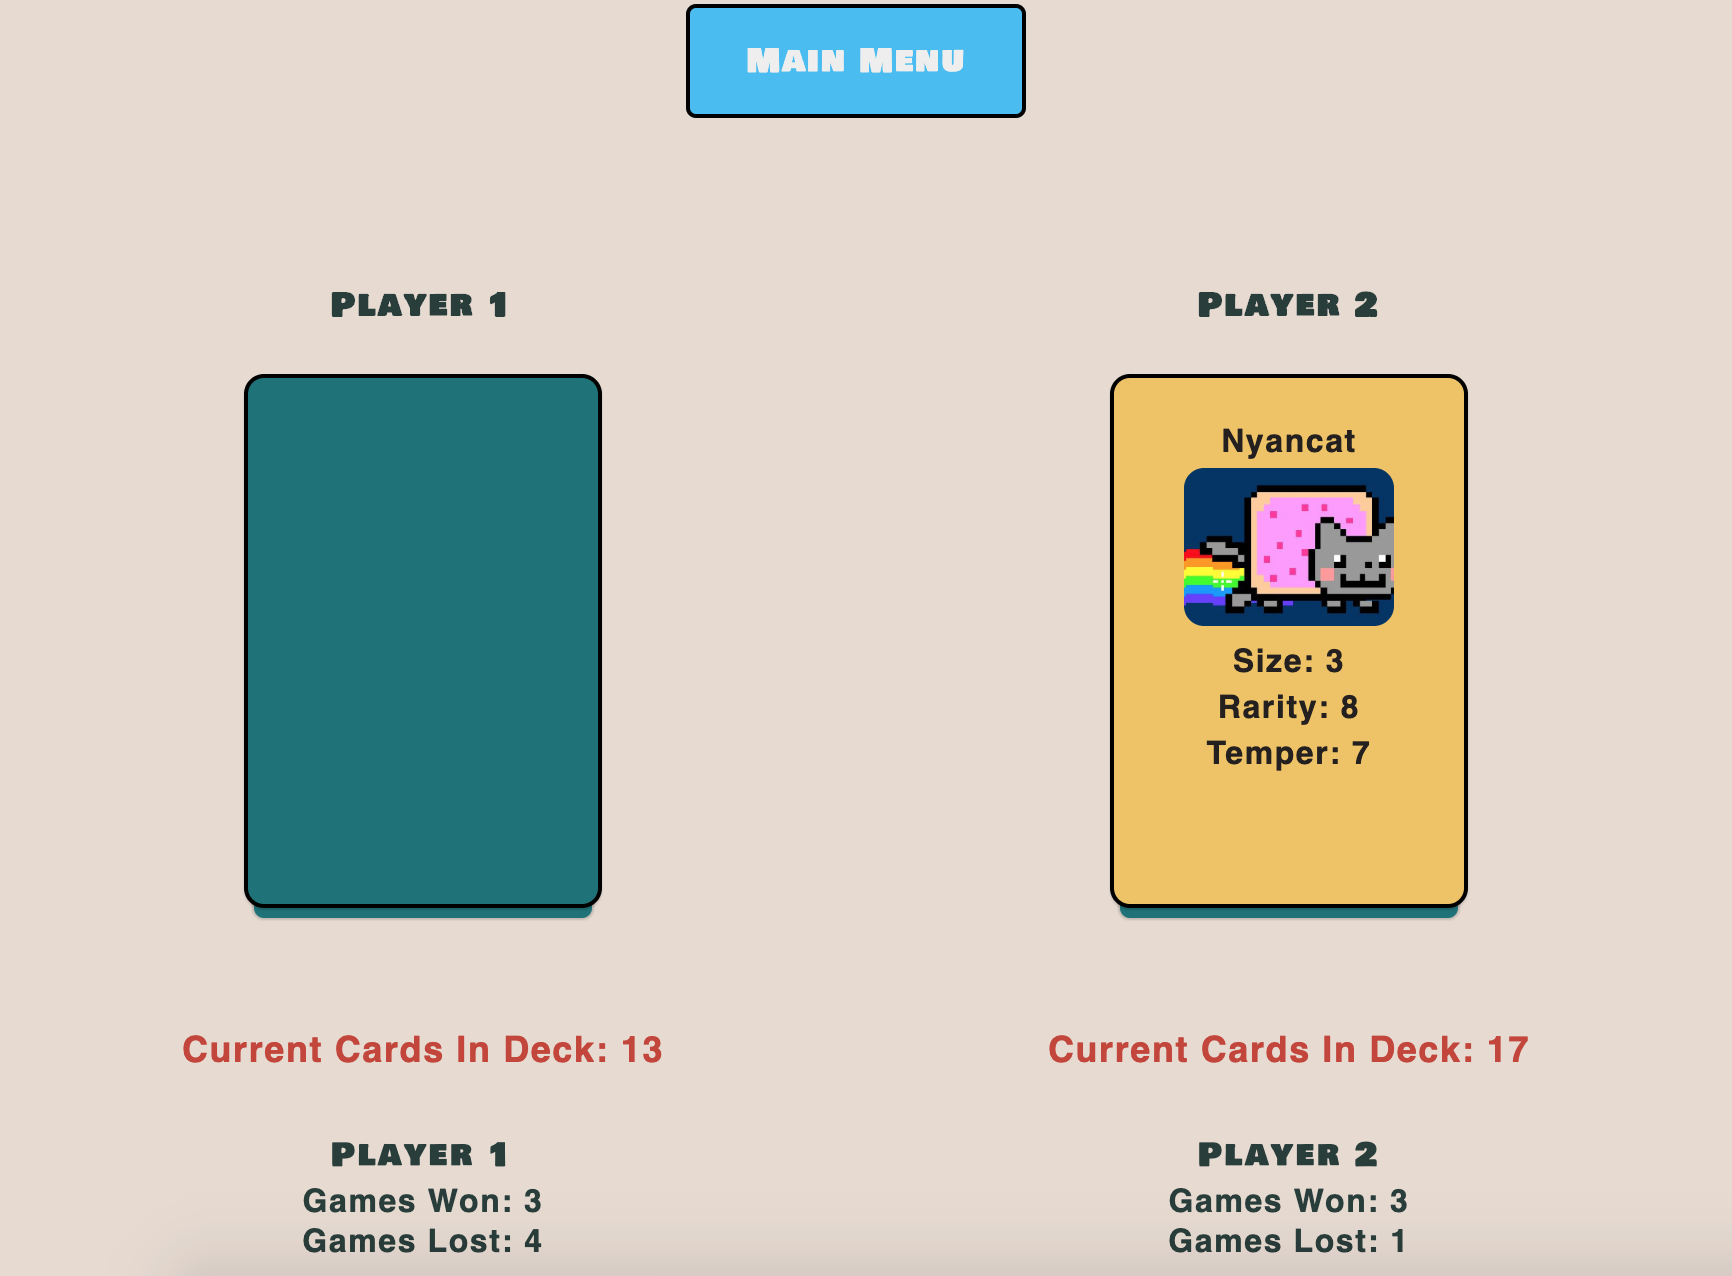 Main Menu
Player 1
Player 2
Nyancat
Size: 3
Rarity: 8
Temper: 7
Current Cards In Deck: 13
Current Cards In Deck: 17
Player 1
Games Won: 3
Games Lost: 4
Player 2
Games Won: 3
Games Lost: 1